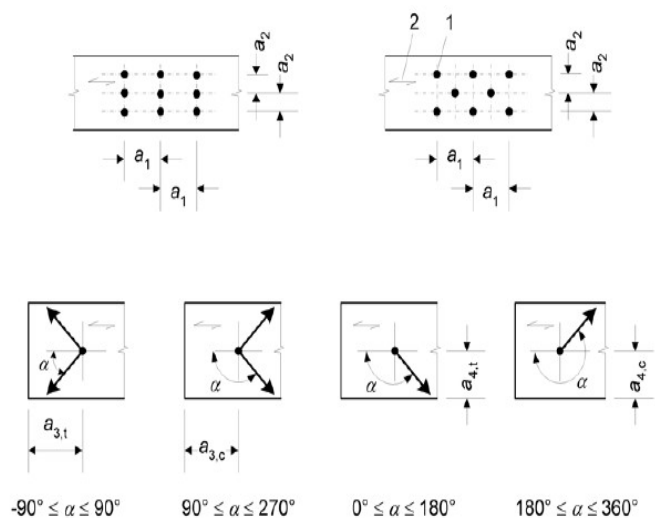 2 1 a2 a2
a2 a2
a1 a1
a1 a1
α α α α
a4,t a4,c
a3,t a3,c
-90° ≤ α ≤ 90° 90° ≤ α ≤ 270° 0° ≤ α ≤ 180° 180° ≤ α ≤ 360°